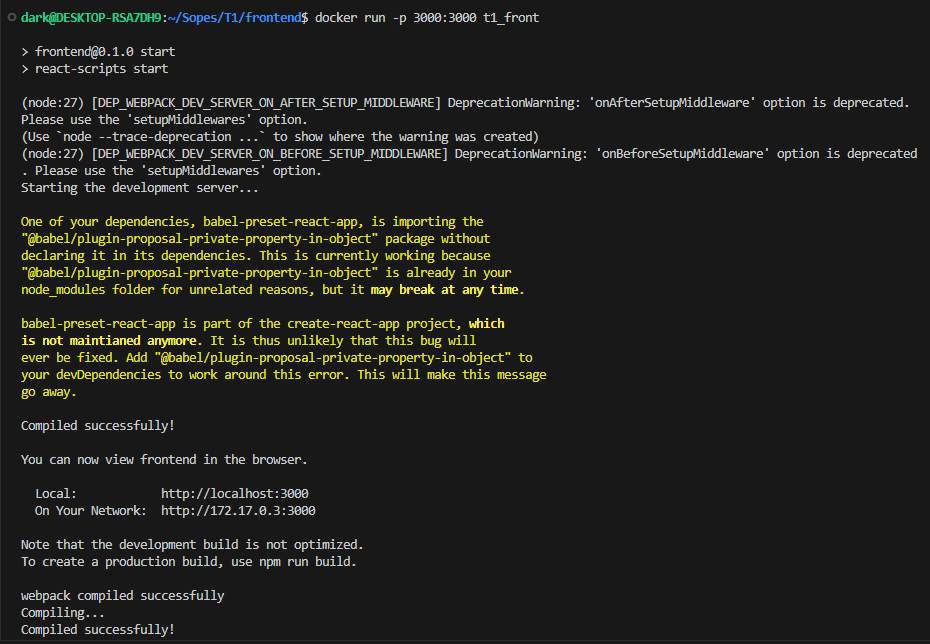 dark@DESKTOP-RSA7DH9:~/Sopes/T1/frontend$ docker run -p 3000:3000 t1_front
> frontend@0.1.0 start
> react-scripts start
(node:27) [DEP_WEBPACK_DEV_SERVER_ON_AFTER_SETUP_MIDDLEWARE] DeprecationWarning: 'onAfterSetupMiddleware' option is deprecated.
Please use the 'setupMiddlewares' option.
(Use `node --trace-deprecation ...` to show where the warning was created)
(node:27) [DEP_WEBPACK_DEV_SERVER_ON_BEFORE_SETUP_MIDDLEWARE] DeprecationWarning: 'onBeforeSetupMiddleware' option is deprecated
. Please use the 'setupMiddlewares' option.
Starting the development server...
One of your dependencies, babel-preset-react-app, is importing the
"@babel/plugin-proposal-private-property-in-object" package without
declaring it in its dependencies. This is currently working because
"@babel/plugin-proposal-private-property-in-object" is already in your
node_modules folder for unrelated reasons, but it may break at any time.
babel-preset-react-app is part of the create-react-app project, which
is not maintianed anymore. It is thus unlikely that this bug will
ever be fixed. Add "@babel/plugin-proposal-private-property-in-object" to
your devDependencies to work around this error. This will make this message
go away.
Compiled successfully!
You can now view frontend in the browser.
Local: http://localhost:3000
On Your Network: http://172.17.0.3:3000
Note that the development build is not optimized.
To create a production build, use npm run build.
webpack compiled successfully
Compiling...
Compiled successfully!